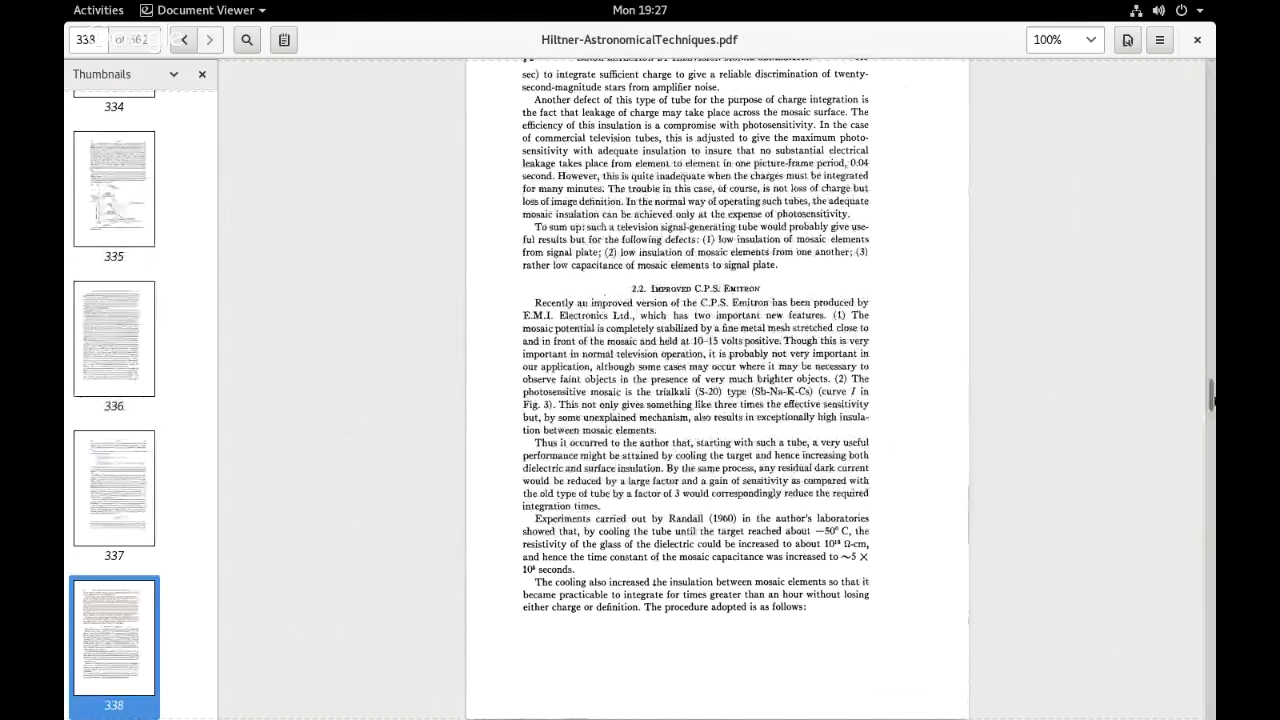 Activities Document Viewer Mon 19:27
338 of 662 Hiltner-AstronomicalTechniques.pdf 100%
Thumbnails
334
335
336
337
338
sec) to integrate sufficient charge to give a reliable discrimination of twenty-
second-magnitude stars from amplifier noise.
Another defect of this type of tube for the purpose of charge integration is
the fact that leakage of charge may take place across the mosaic surface. The
efficiency of this insulation is a compromise with photosensitivity. In the case
of commercial television tubes, this is adjusted to give the maximum photo-
sensitivity with adequate insulation to insure that no substantial electrical
leakage takes place from element to element in one picture-frame period, 0.04
second. However, this is quite inadequate when the charges must be integrated
for many minutes. The trouble in this case, of course, is not loss of charge but
loss of image definition. In the normal way of operating such tubes, the adequate
mosaic insulation can be achieved only at the expense of photosensitivity.
To sum up: such a television signal-generating tube would probably give use-
ful results but for the following defects: (1) low insulation of mosaic elements
from signal plate; (2) low insulation of mosaic elements from one another; (3)
rather low capacitance of mosaic elements to signal plate.
2.2. IMPROVED C.P.S. EMITRON
Recently an improved version of the C.P.S. Emitron has been produced by
E.M.I. Electronics Ltd., which has two important new features. (1) The
mosaic potential is completely stabilized by a fine metal mesh stretched close to
and in front of the mosaic and held at 10–15 volts positive. Though this is very
important in normal television operation, it is probably not very important in
our application, although some cases may occur where it may be necessary to
observe faint objects in the presence of very much brighter objects. (2) The
photosensitive mosaic is the trialkali (S-20) type (Sb-Na-K-Cs) (curve I in
Fig. 3). This not only gives something like three times the effective sensitivity
but, by some unexplained mechanism, also results in exceptionally high insula-
tion between mosaic elements.
Thus it occurred to the author that, starting with such a tube, a very useful
performance might be attained by cooling the target and hence increasing both
dielectric and surface insulation. By the same process, any residual dark current
would be reduced by a large factor and a gain of sensitivity as compared with
the old type of tube by a factor of 3 would correspondingly reduce the required
integration times.
Experiments carried out by Randall (1960) in the author's laboratories
showed that, by cooling the tube until the target reached about −50° C, the
resistivity of the glass of the dielectric could be increased to about Ω-cm,
and hence the time constant of the mosaic capacitance was increased to ∼5 ×
seconds.
The cooling also increased the insulation between mosaic elements so that it
became practicable to integrate for times greater than an hour without losing
either charge or definition. The procedure adopted is as follows: